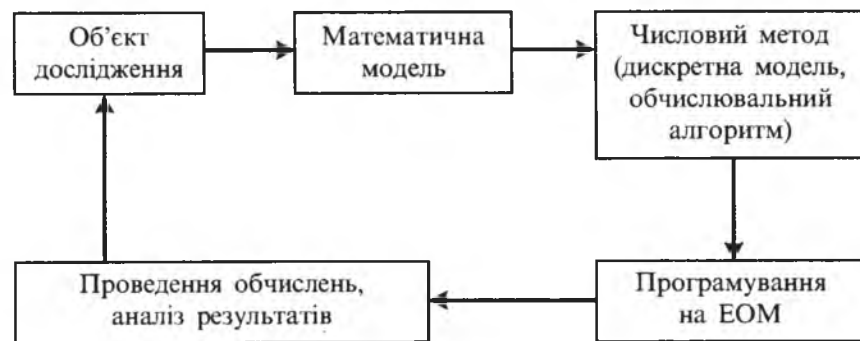 Об’єкт
дослідження
Математична
модель
Числовий метод
(дискретна модель,
обчислювальний
алгоритм)
Проведення обчислень,
аналіз результатів
Програмування
на ЕОМ